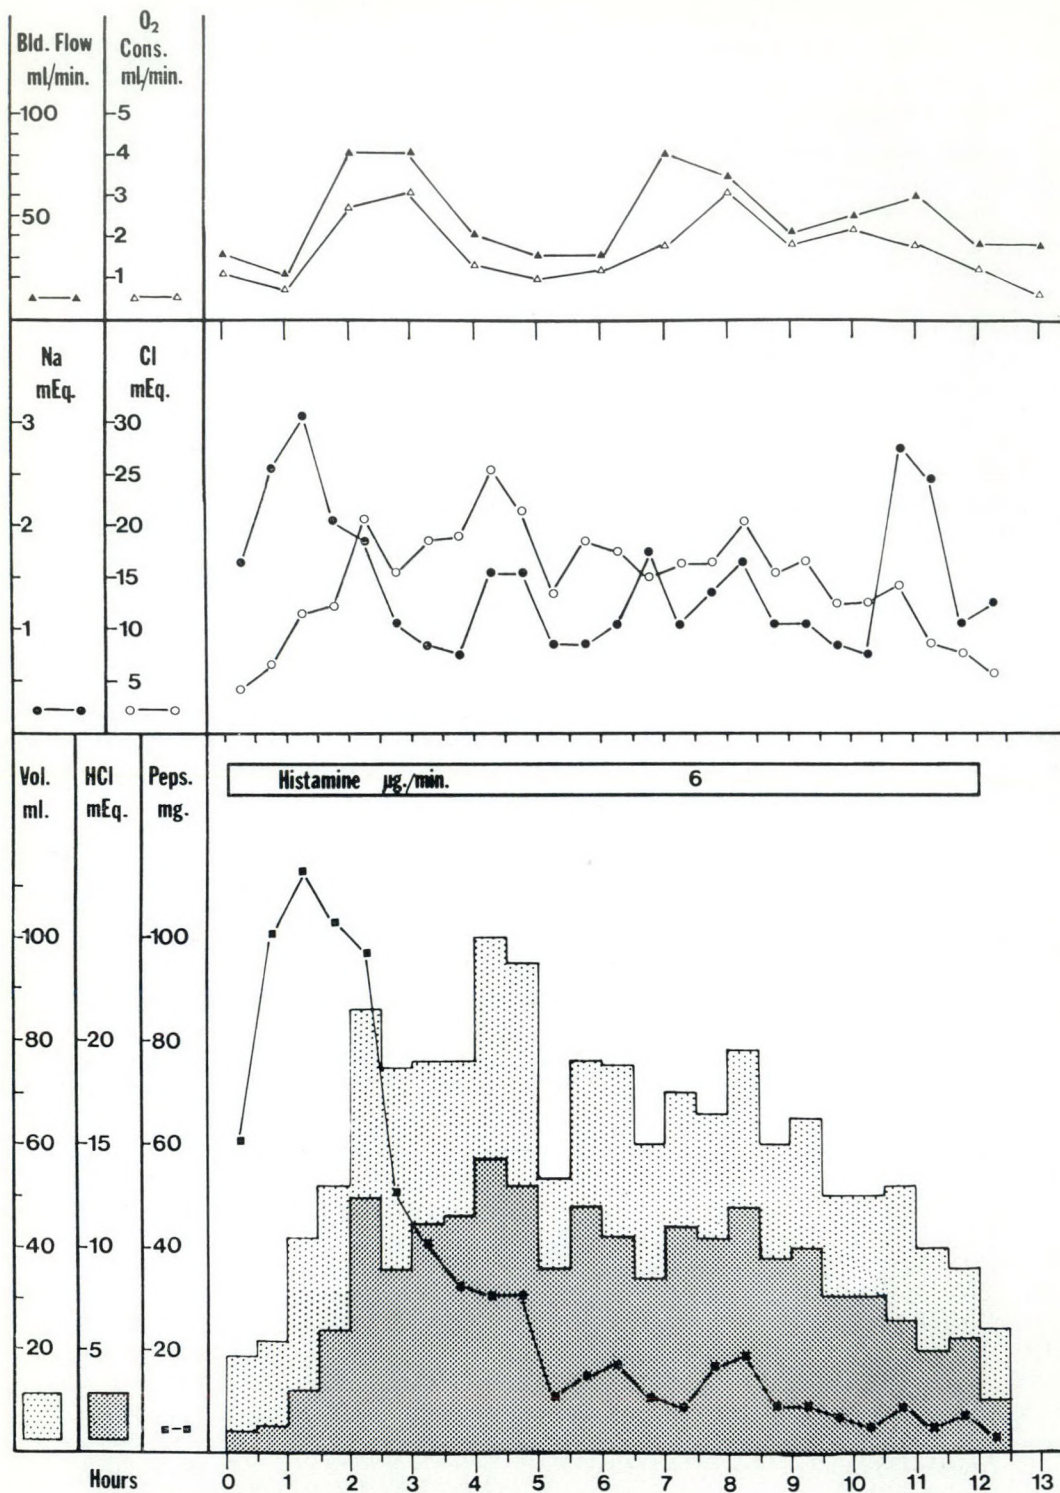 Bld. Flow
ml/min.
O2
Cons.
ml/min.
100
50
5
4
3
2
1
Na
mEq.
Cl
mEq.
3
2
1
30
25
20
15
10
5
Vol.
ml.
HCl
mEq.
Peps.
mg.
Histamine µg./min. 6
100
80
60
40
20
20
15
10
5
100
80
60
40
20
Hours
0 1 2 3 4 5 6 7 8 9 10 11 12 13